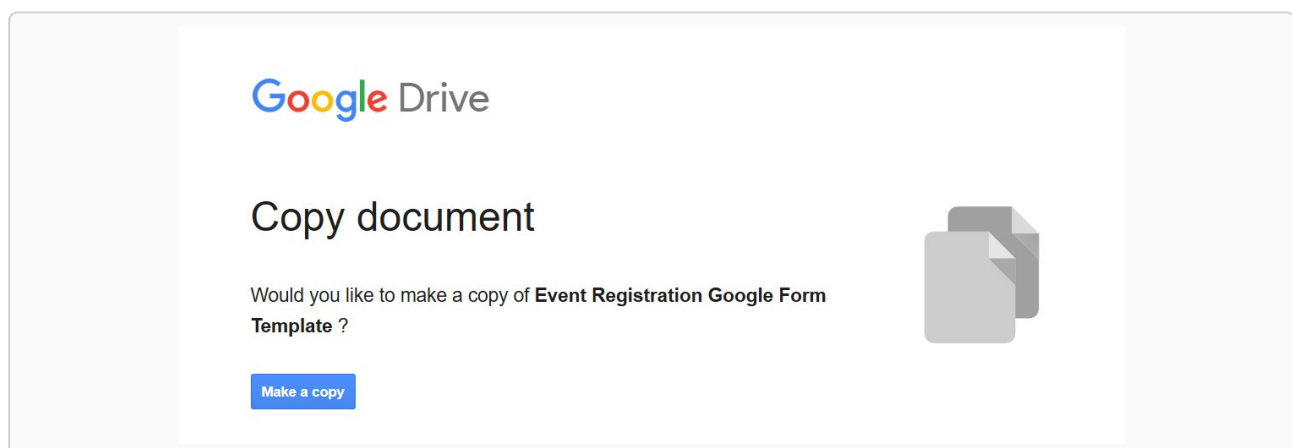 Google Drive
Copy document
Would you like to make a copy of Event Registration Google Form
Template ?
Make a copy